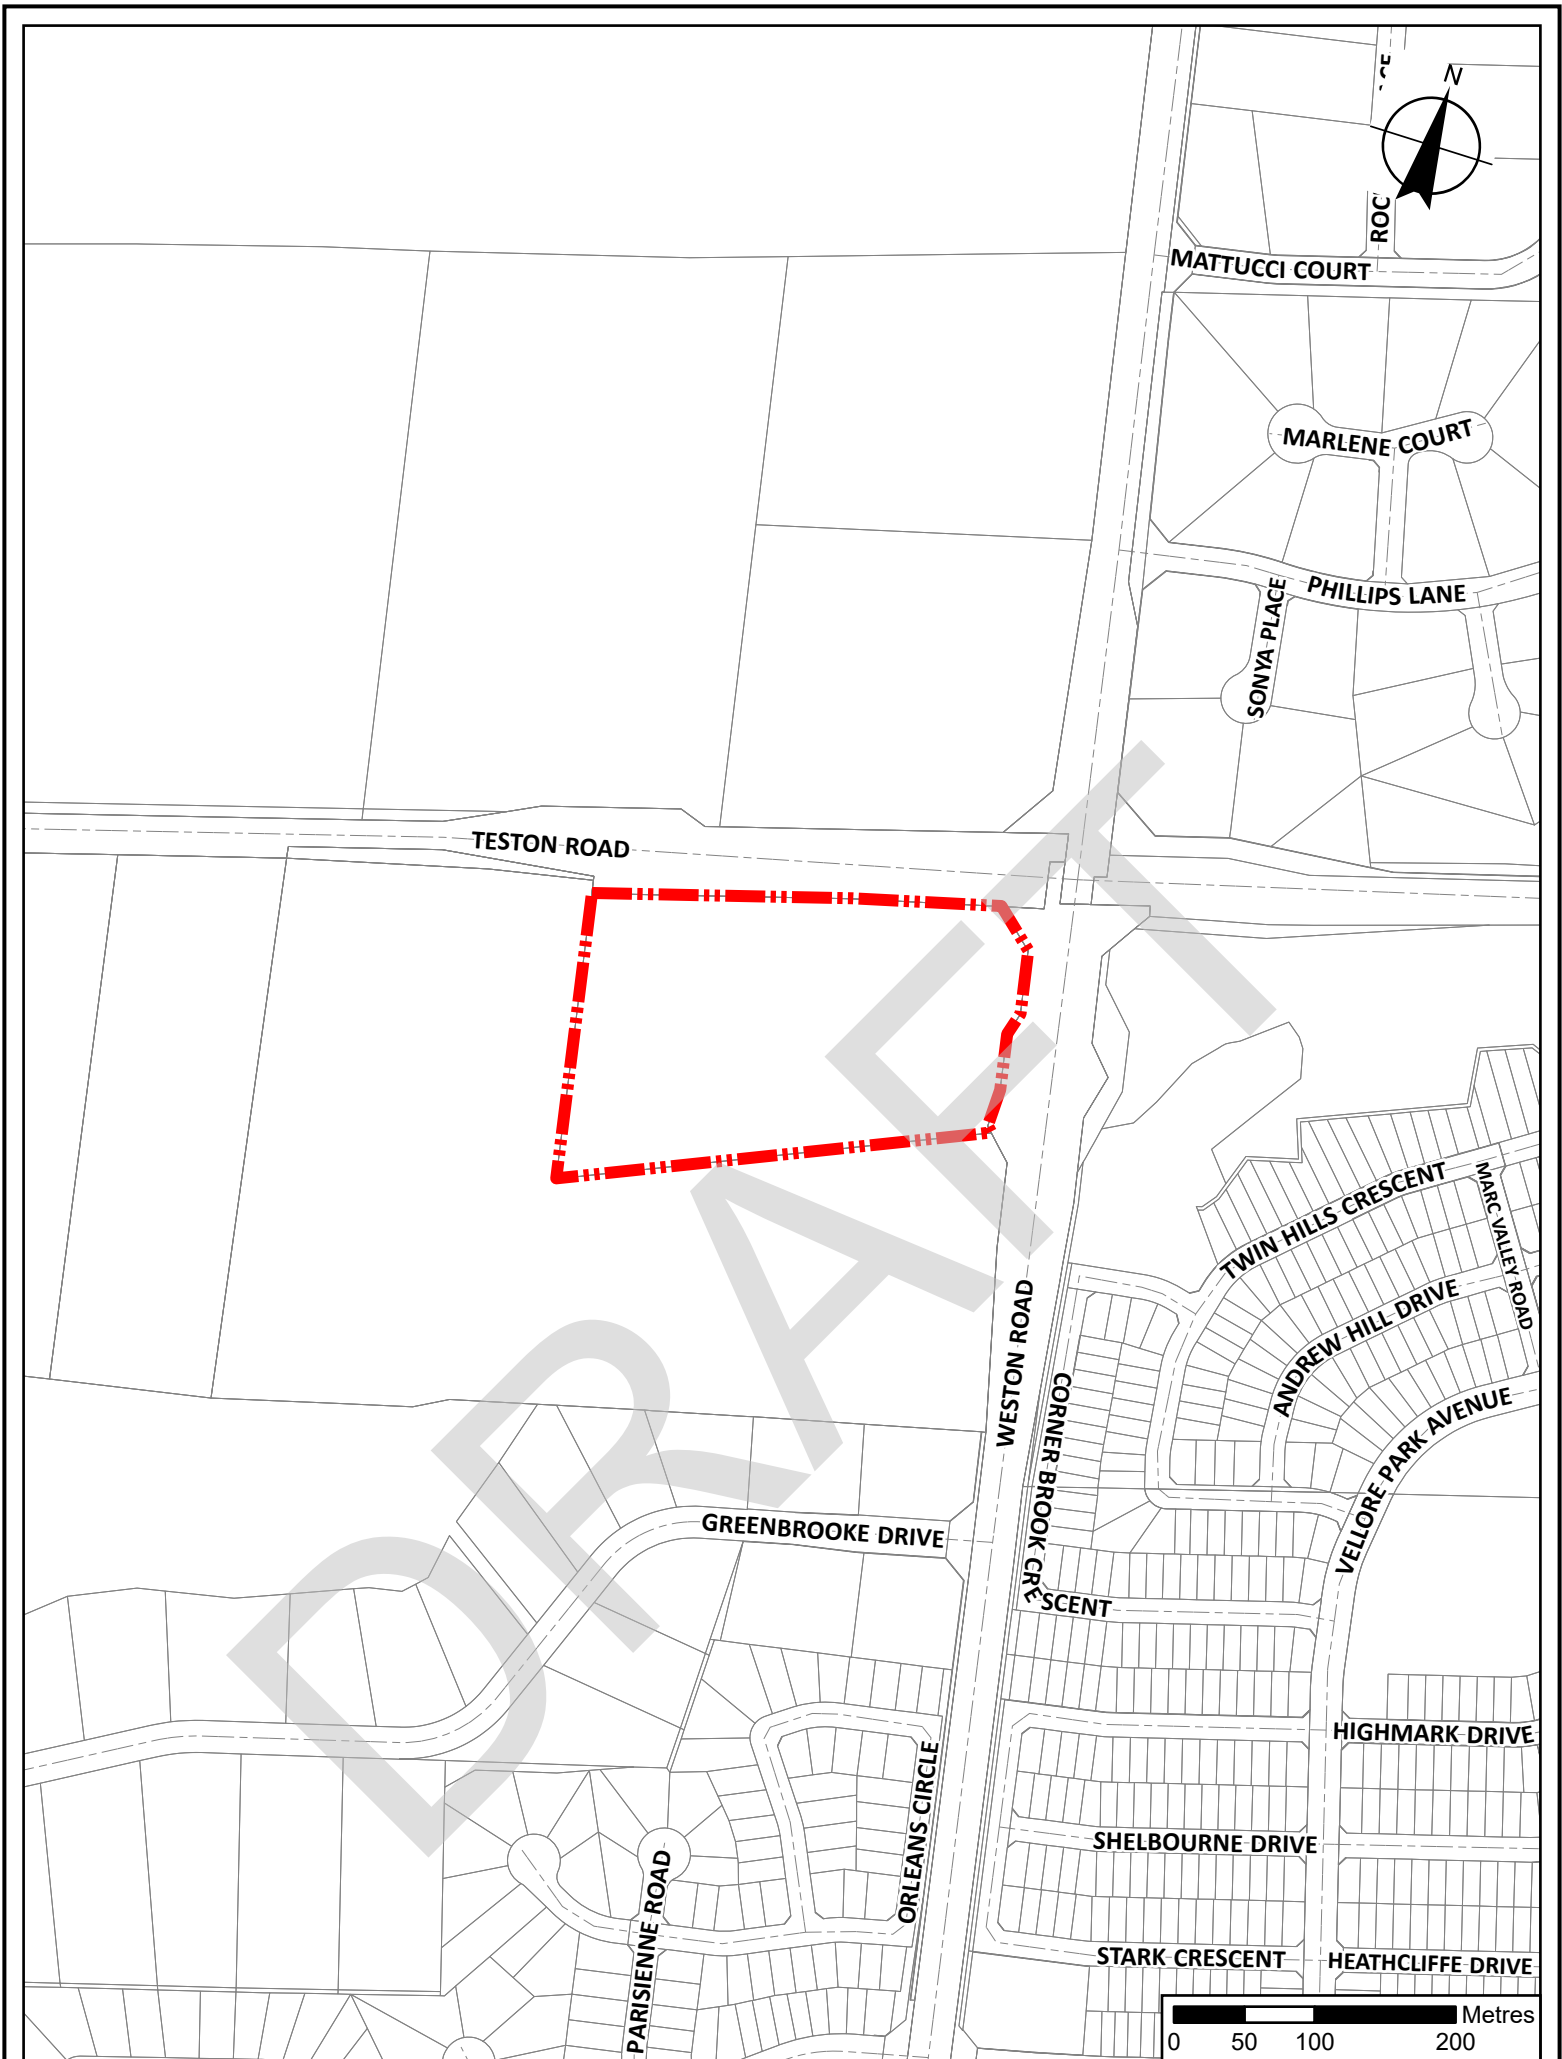 N
ROC
MATTUCCI COURT
MARLENE COURT
PHILLIPS LANE
SONYA PLACE
TESTON ROAD
DRAFT
TWIN HILLS CRESCENT
MARC VALLEY ROAD
ANDREW HILL DRIVE
WESTON ROAD
CORNER BROOK CRESCENT
VELLORE PARK AVENUE
GREENBROOKE DRIVE
HIGHMARK DRIVE
ORLEANS CIRCLE
SHELBOURNE DRIVE
PARISIENNE ROAD
STARK CRESCENT
HEATHCLIFFE DRIVE
Metres
0 50 100 200